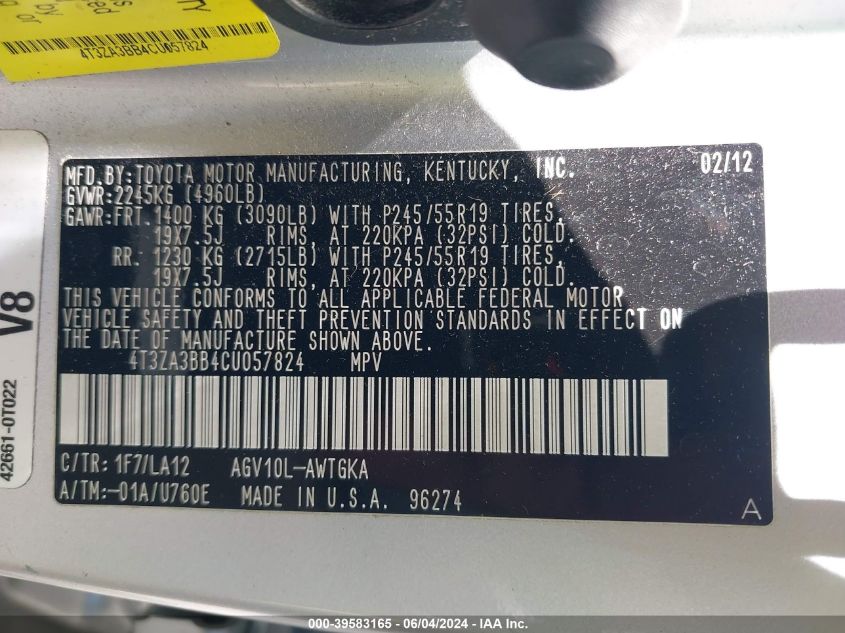 4T3ZA3BB4CU057824
MFD.BY:TOYOTA MOTOR MANUFACTURING, KENTUCKY, INC. 02/12
GVWR:2245KG (4960LB)
GAWR:FRT. 1400 KG (3090LB) WITH P245/55R19 TIRES,
19X7.5J RIMS, AT 220KPA (32PSI) COLD.
RR. 1230 KG (2715LB) WITH P245/55R19 TIRES,
19X7.5J RIMS, AT 220KPA (32PSI) COLD.
THIS VEHICLE CONFORMS TO ALL APPLICABLE FEDERAL MOTOR
VEHICLE SAFETY AND THEFT PREVENTION STANDARDS IN EFFECT ON
THE DATE OF MANUFACTURE SHOWN ABOVE.
4T3ZA3BB4CU057824 MPV
C/TR: 1F7/LA12 AGV10L-AWTGKA
A/TM:-01A/U760E MADE IN U.S.A. 96274
A
V8
42661-0T022
000-39583165 - 06/04/2024 - IAA Inc.